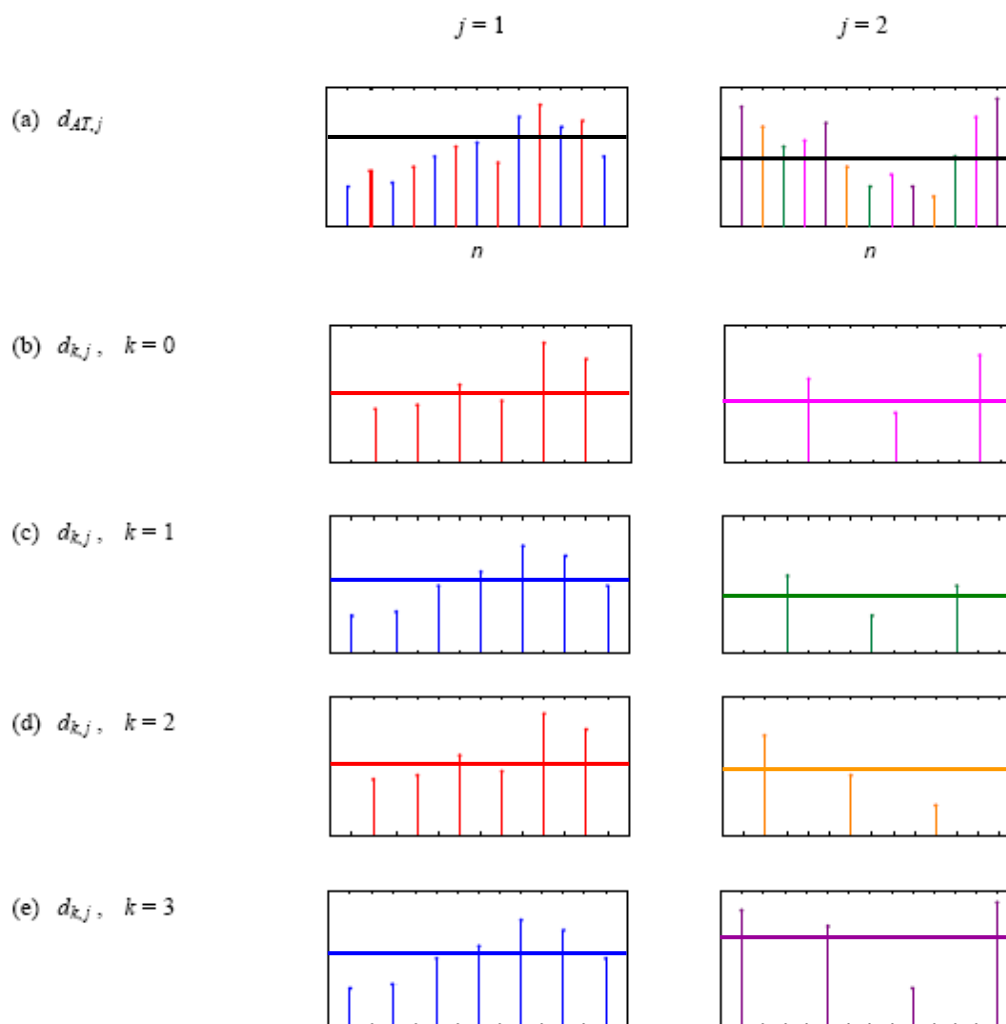 j = 1 j = 2
(a) d_{AT,j}
n n
(b) d_{k,j} , k = 0
(c) d_{k,j} , k = 1
(d) d_{k,j} , k = 2
(e) d_{k,j} , k = 3